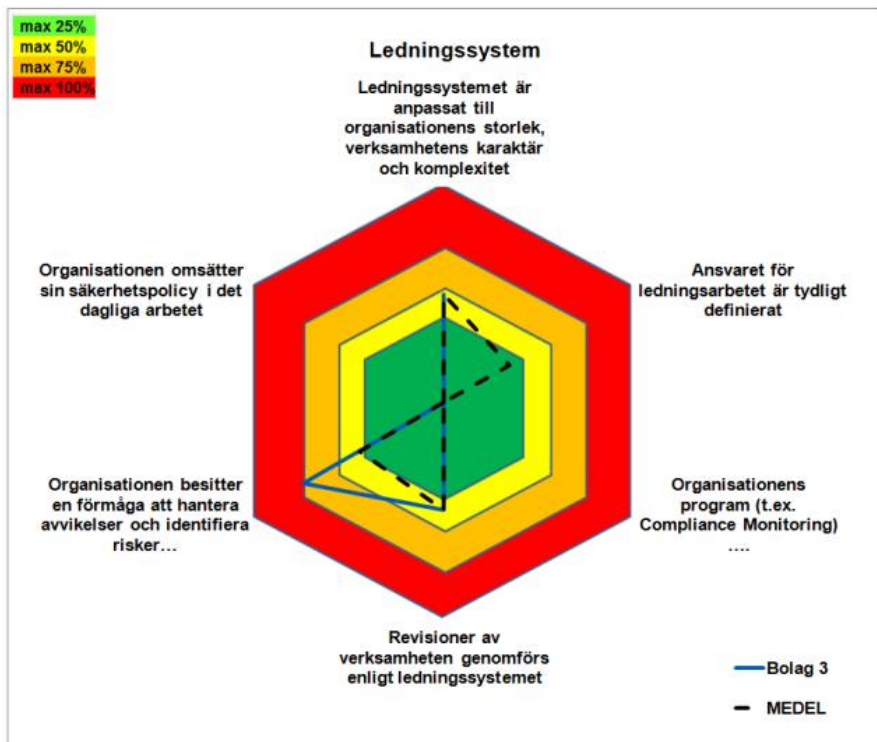 max 25%
max 50%
max 75%
max 100%
Ledningssystem
Ledningssystemet är
anpassat till
organisationens storlek,
verksamhetens karaktär
och komplexitet
Organisationen omsätter
sin säkerhetspolicy i det
dagliga arbetet
Ansvaret för
ledningsarbetet är tydligt
definierat
Organisationen besitter
en förmåga att hantera
avvikelser och identifiera
risker…
Organisationens
program (t.ex.
Compliance Monitoring)
….
Revisioner av
verksamheten genomförs
enligt ledningssystemet
Bolag 3
MEDEL